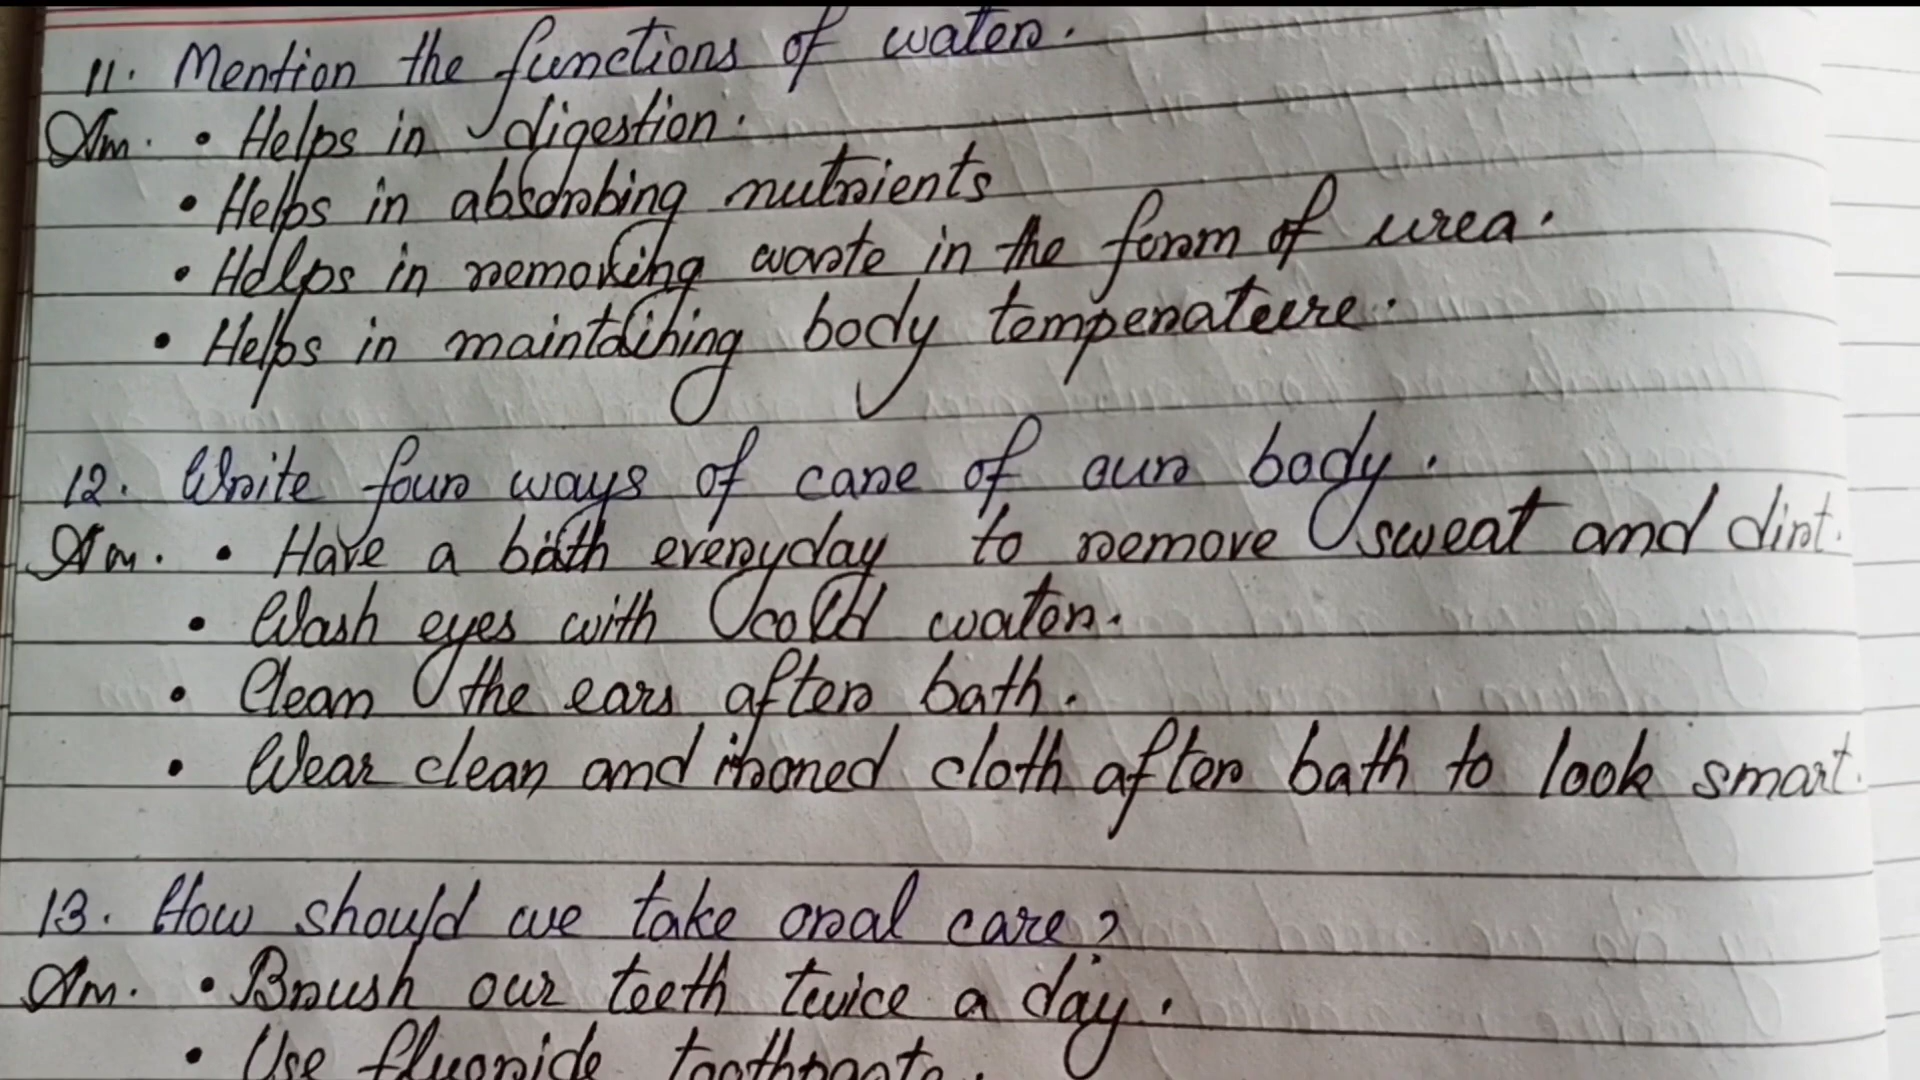 11. Mention the functions of water.
Ans. • Helps in digestion.
• Helps in absorbing nutrients
• Helps in removing waste in the form of urea.
• Helps in maintaining body temperature.
12. Write four ways of care of our body.
Ans. • Have a bath everyday to remove sweat and dirt.
• Wash eyes with cold water.
• Clean the ears after bath.
• Wear clean and ironed cloth after bath to look smart.
13. How should we take oral care?
Ans. • Brush our teeth twice a day.
• Use fluoride toothpaste.